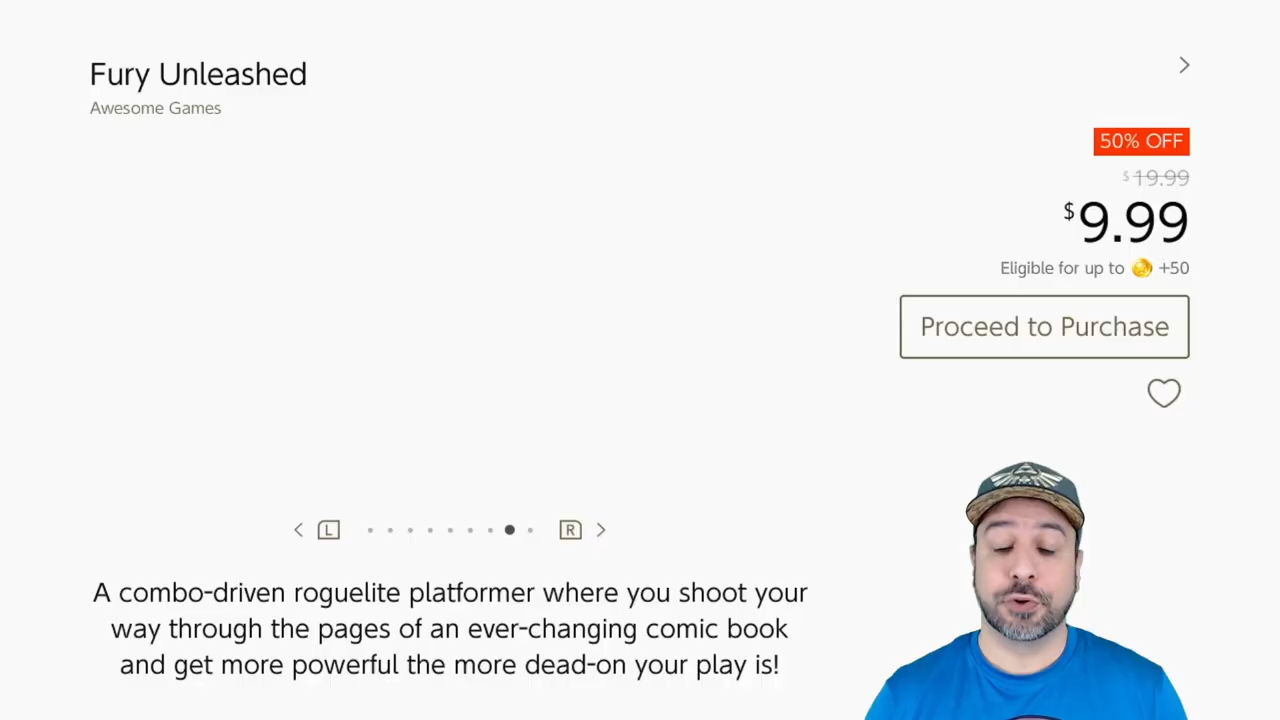 Fury Unleashed
Awesome Games
50% OFF
$19.99
$9.99
Eligible for up to +50
Proceed to Purchase
L
R
A combo-driven roguelite platformer where you shoot your
way through the pages of an ever-changing comic book
and get more powerful the more dead-on your play is!